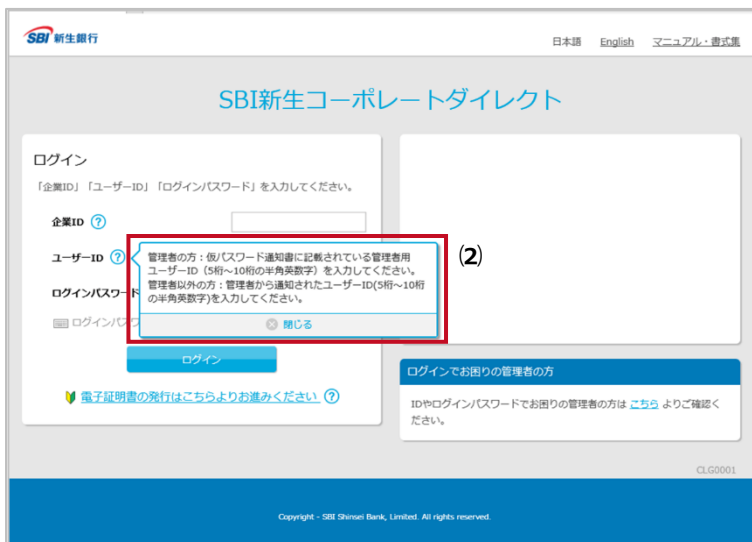 SBI 新生銀行
日本語 English マニュアル・書式集
SBI新生コーポレートダイレクト
ログイン
「企業ID」「ユーザーID」「ログインパスワード」を入力してください。
企業ID ?
ユーザーID ?
管理者の方：仮パスワード通知書に記載されている管理者用
ユーザーID（5桁～10桁の半角英数字）を入力してください。
管理者以外の方：管理者から通知されたユーザーID(5桁～10桁
の半角英数字)を入力してください。
閉じる
(2)
ログインパスワード
ログインパスワ
ログイン
電子証明書の発行はこちらよりお進みください ?
ログインでお困りの管理者の方
IDやログインパスワードでお困りの管理者の方は こちら よりご確認く
ださい。
CLG0001
Copyright - SBI Shinsei Bank, Limited. All rights reserved.